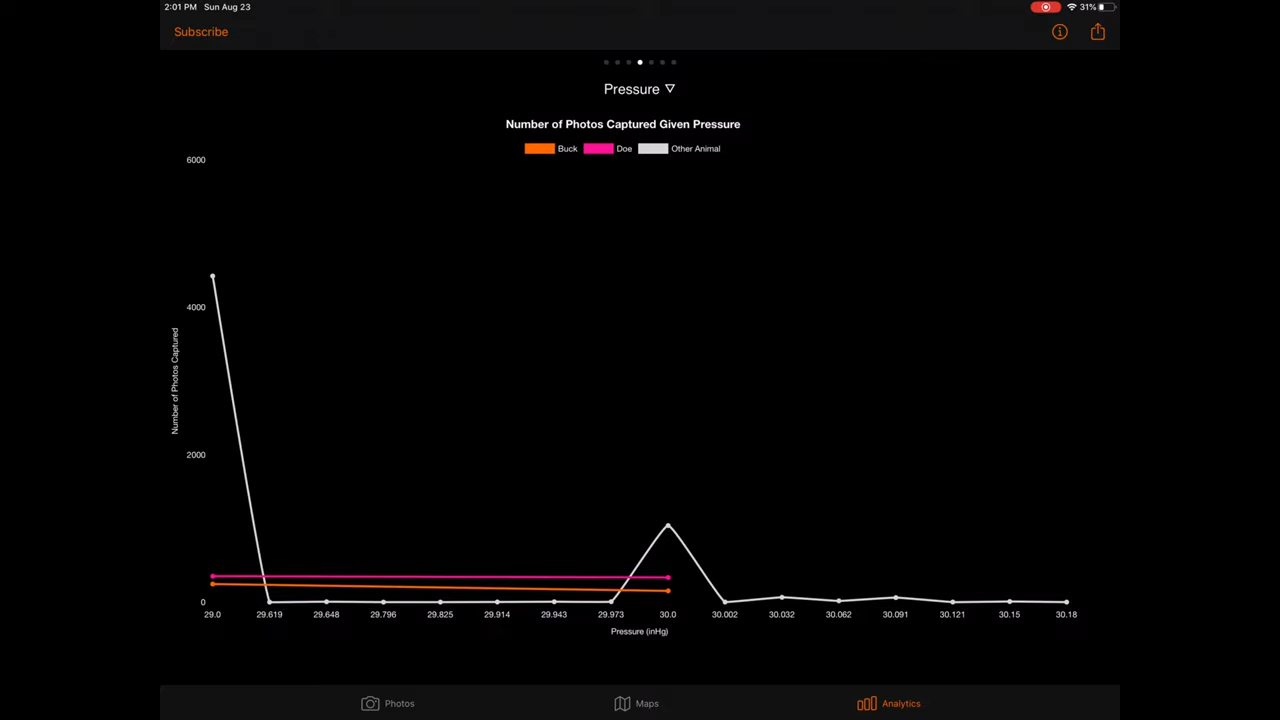 2:01 PM Sun Aug 23 31%
Subscribe
Pressure
Number of Photos Captured Given Pressure
Buck Doe Other Animal
6000
4000
2000
0
Number of Photos Captured
29.0 29.619 29.648 29.796 29.825 29.914 29.943 29.973 30.0 30.002 30.032 30.062 30.091 30.121 30.15 30.18
Pressure (inHg)
Photos Maps Analytics